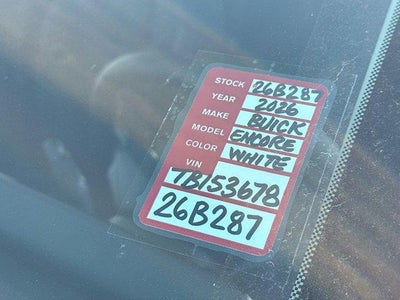 STOCK 26B287
YEAR 2026
MAKE BUICK
MODEL ENCORE
COLOR WHITE
VIN
TB153678
26B287